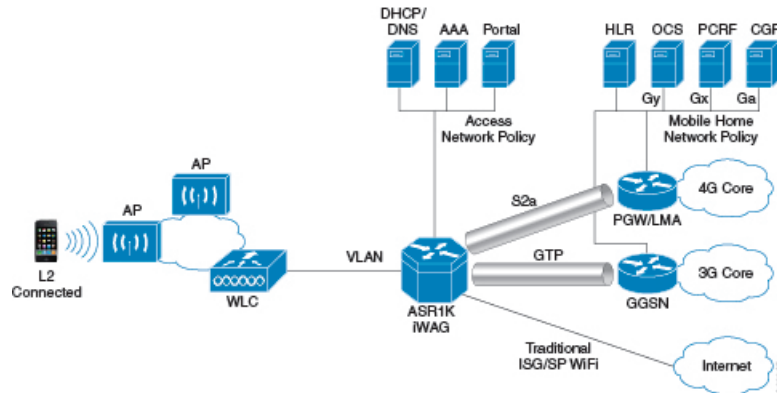 DHCP/
DNS
AAA
Portal
HLR
OCS
PCRF
CGF
Gy
Gx
Ga
Access
Network Policy
Mobile Home
Network Policy
AP
AP
S2a
4G Core
PGW/LMA
L2
Connected
WLC
VLAN
GTP
ASR1K
iWAG
GGSN
3G Core
Traditional
ISG/SP WiFi
Internet